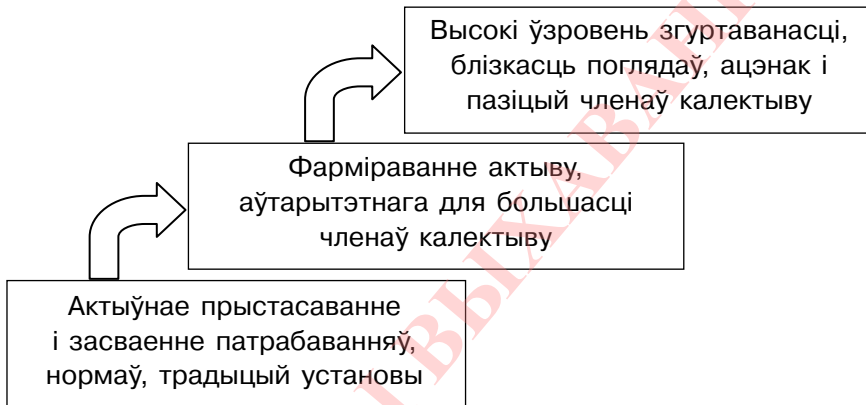 Высокі ўзровень згуртаванасці,
блізкасць поглядаў, ацэнак і
пазіцый членаў калектыву
Фарміраванне актыву,
аўтарытэтнага для большасці
членаў калектыву
Актыўнае прыстасаванне
і засваенне патрабаванняў,
нормаў, традыцый установы
І ВЫХАВАН